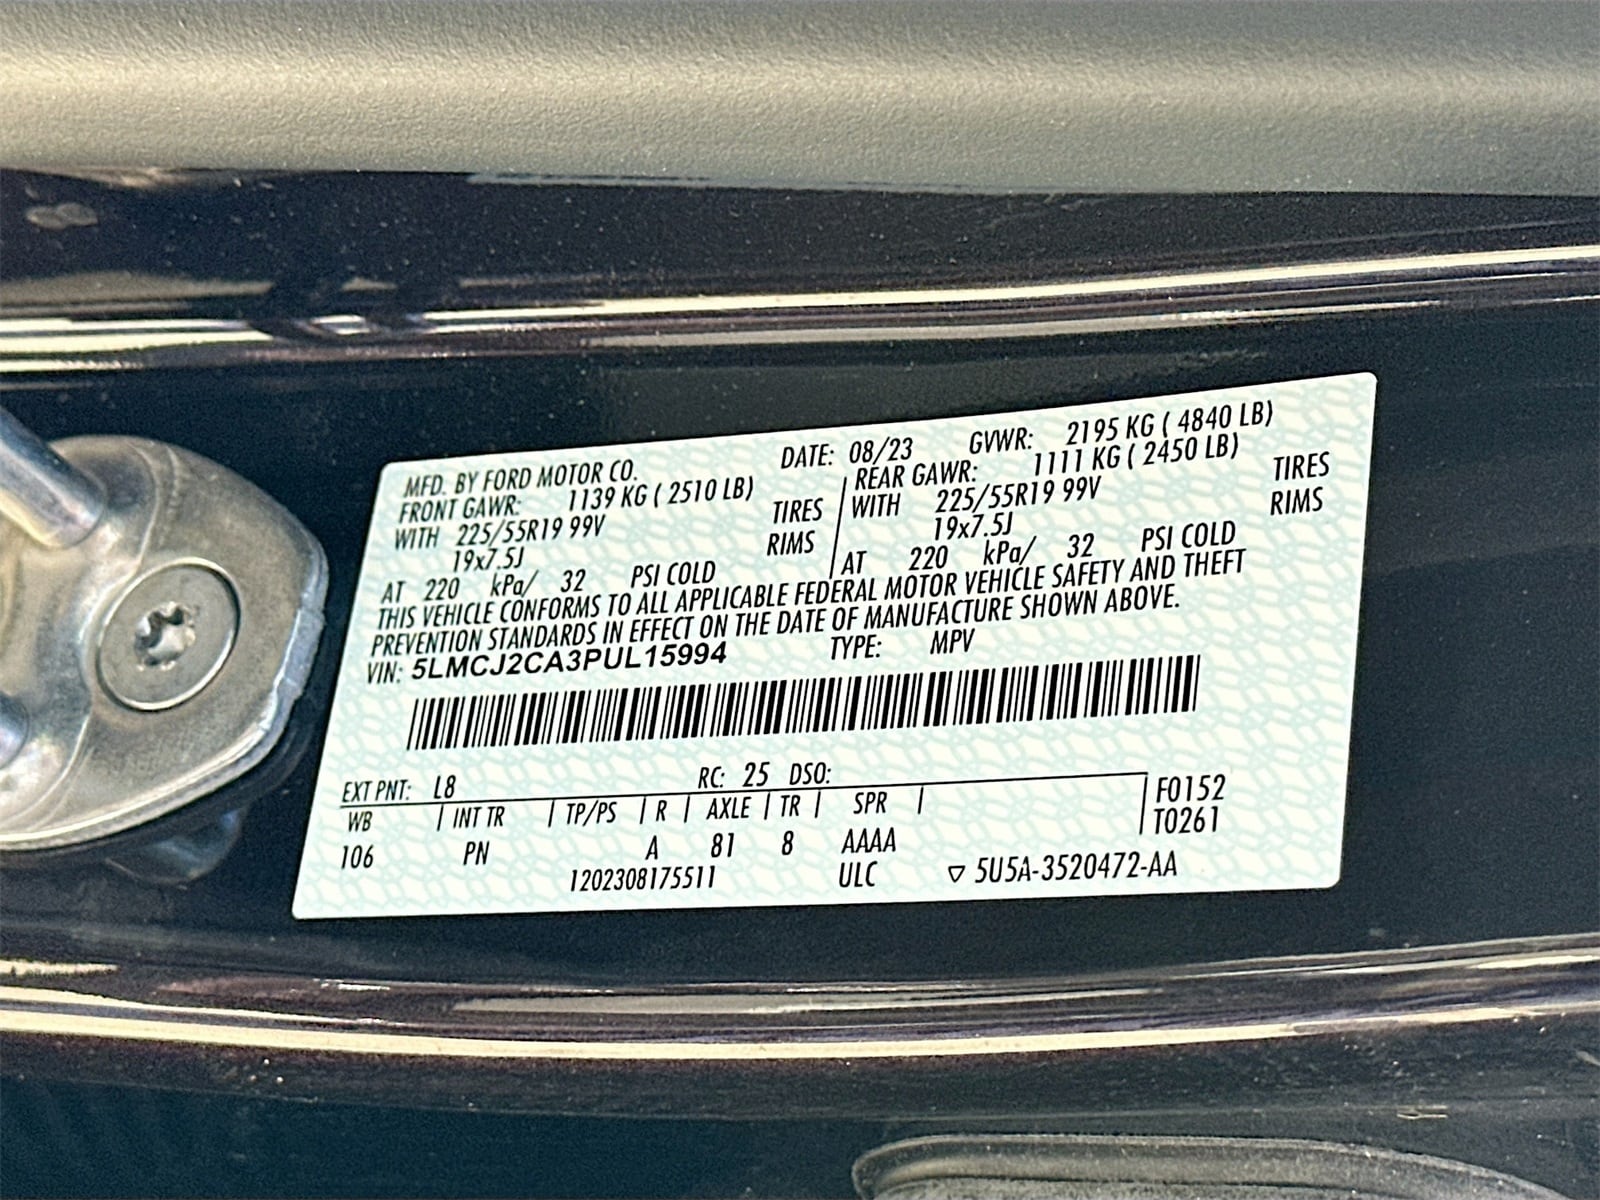 MFD. BY FORD MOTOR CO. DATE: 08/23 GVWR: 2195 KG ( 4840 LB)
FRONT GAWR: 1139 KG ( 2510 LB) REAR GAWR: 1111 KG ( 2450 LB)
WITH 225/55R19 99V TIRES WITH 225/55R19 99V TIRES
19x7.5J RIMS 19x7.5J RIMS
AT 220 kPa/ 32 PSI COLD AT 220 kPa/ 32 PSI COLD
THIS VEHICLE CONFORMS TO ALL APPLICABLE FEDERAL MOTOR VEHICLE SAFETY AND THEFT
PREVENTION STANDARDS IN EFFECT ON THE DATE OF MANUFACTURE SHOWN ABOVE.
VIN: 5LMCJ2CA3PUL15994 TYPE: MPV
EXT PNT: L8 RC: 25 DSO:
WB | INT TR | TP/PS | R | AXLE | TR | SPR | F0152
106 PN A 81 8 AAAA T0261
1202308175511 ULC ▽ 5U5A-3520472-AA